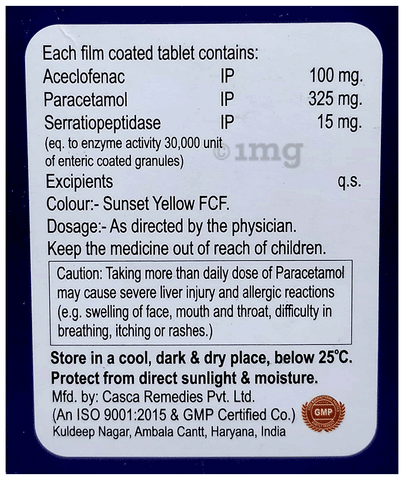 Each film coated tablet contains:
Aceclofenac IP 100 mg.
Paracetamol IP 325 mg.
Serratiopeptidase IP 15 mg.
(eq. to enzyme activity 30,000 unit
of enteric coated granules)
©1mg
Excipients q.s.
Colour:- Sunset Yellow FCF.
Dosage:- As directed by the physician.
Keep the medicine out of reach of children.
Caution: Taking more than daily dose of Paracetamol
may cause severe liver injury and allergic reactions
(e.g. swelling of face, mouth and throat, difficulty in
breathing, itching or rashes.)
Store in a cool, dark & dry place, below 25°C.
Protect from direct sunlight & moisture.
Mfd. by: Casca Remedies Pvt. Ltd.
(An ISO 9001:2015 & GMP Certified Co.)
Kuldeep Nagar, Ambala Cantt, Haryana, India
GMP